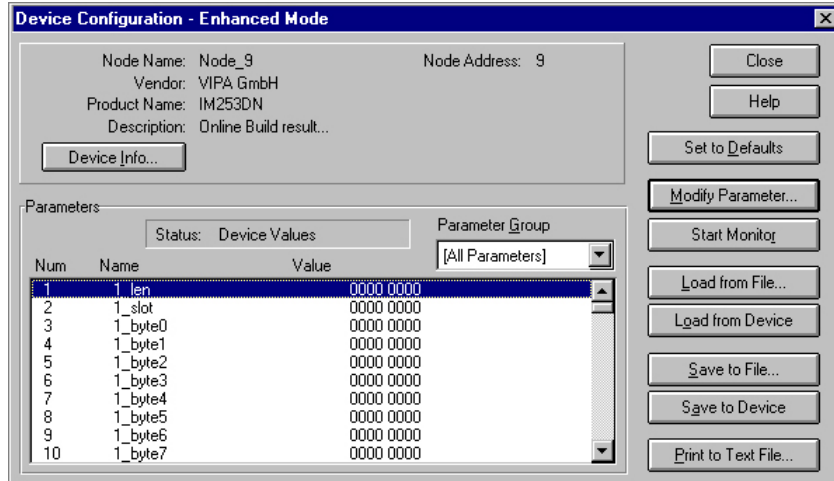 Device Configuration - Enhanced Mode
Node Name: Node_9 Node Address: 9
Vendor: VIPA GmbH
Product Name: IM253DN
Description: Online Build result...
Device Info...
Close
Help
Set to Defaults
Modify Parameter...
Start Monitor
Load from File...
Load from Device
Save to File...
Save to Device
Print to Text File...
Parameters
Status: Device Values
Parameter Group
[All Parameters]
Num Name Value
1 1_len 0000 0000
2 1_slot 0000 0000
3 1_byte0 0000 0000
4 1_byte1 0000 0000
5 1_byte2 0000 0000
6 1_byte3 0000 0000
7 1_byte4 0000 0000
8 1_byte5 0000 0000
9 1_byte6 0000 0000
10 1_byte7 0000 0000